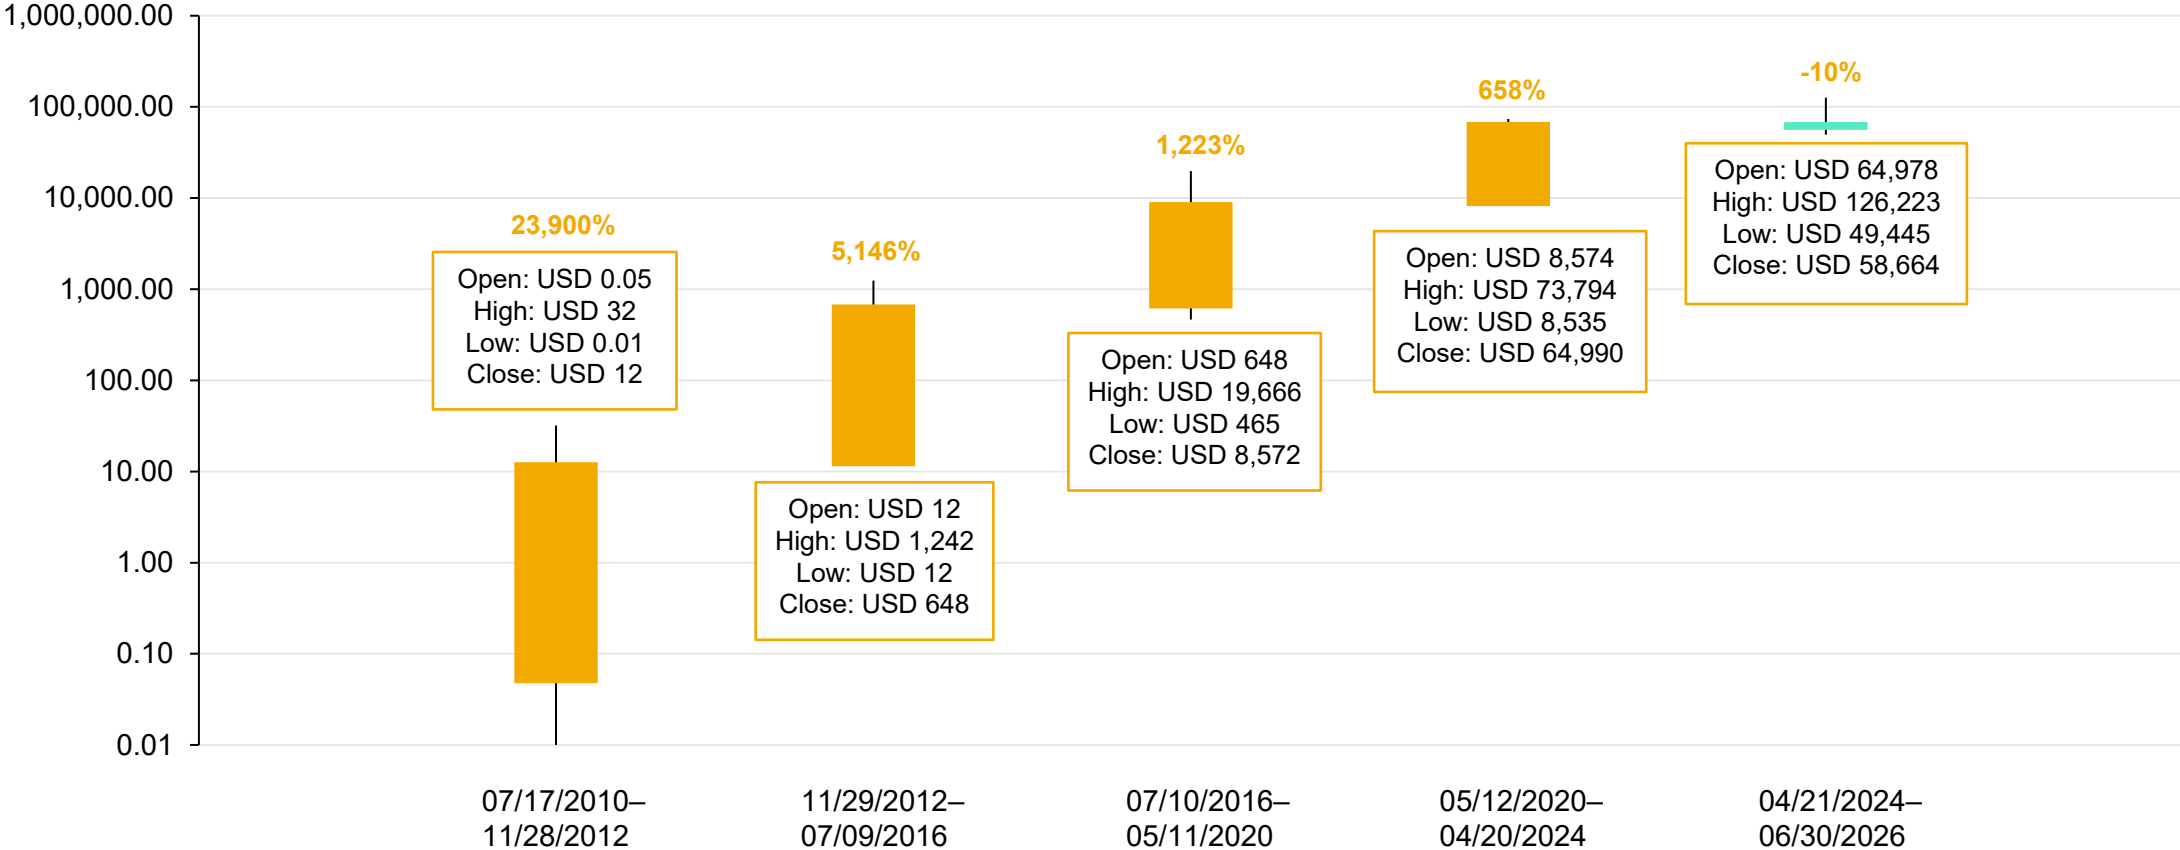 1,000,000.00
100,000.00
10,000.00
1,000.00
100.00
10.00
1.00
0.10
0.01
23,900%
Open: USD 0.05
High: USD 32
Low: USD 0.01
Close: USD 12
5,146%
Open: USD 12
High: USD 1,242
Low: USD 12
Close: USD 648
1,223%
Open: USD 648
High: USD 19,666
Low: USD 465
Close: USD 8,572
658%
Open: USD 8,574
High: USD 73,794
Low: USD 8,535
Close: USD 64,990
-10%
Open: USD 64,978
High: USD 126,223
Low: USD 49,445
Close: USD 58,664
07/17/2010–
11/28/2012
11/29/2012–
07/09/2016
07/10/2016–
05/11/2020
05/12/2020–
04/20/2024
04/21/2024–
06/30/2026